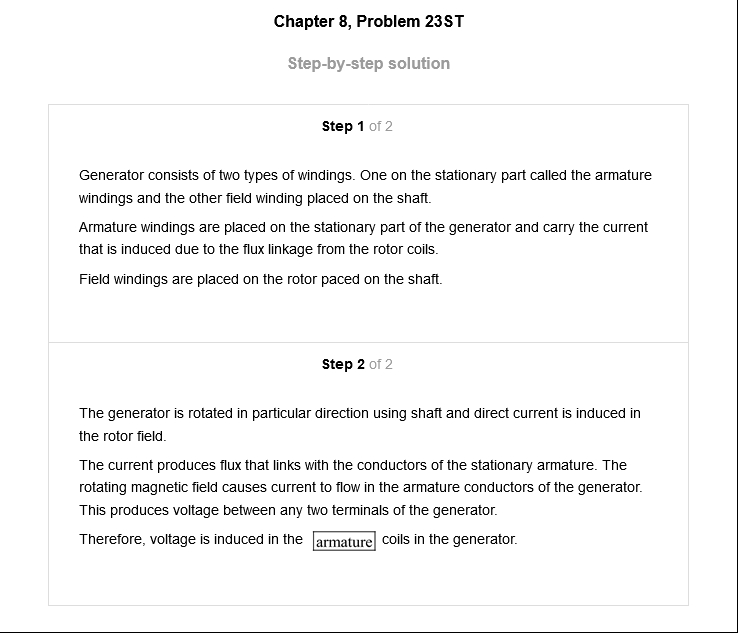 Chapter 8, Problem 23ST
Step-by-step solution
Step 1 of 2
Generator consists of two types of windings. One on the stationary part called the armature
windings and the other field winding placed on the shaft.
Armature windings are placed on the stationary part of the generator and carry the current
that is induced due to the flux linkage from the rotor coils.
Field windings are placed on the rotor paced on the shaft.
Step 2 of 2
The generator is rotated in particular direction using shaft and direct current is induced in
the rotor field.
The current produces flux that links with the conductors of the stationary armature. The
rotating magnetic field causes current to flow in the armature conductors of the generator.
This produces voltage between any two terminals of the generator.
Therefore, voltage is induced in the armature coils in the generator.